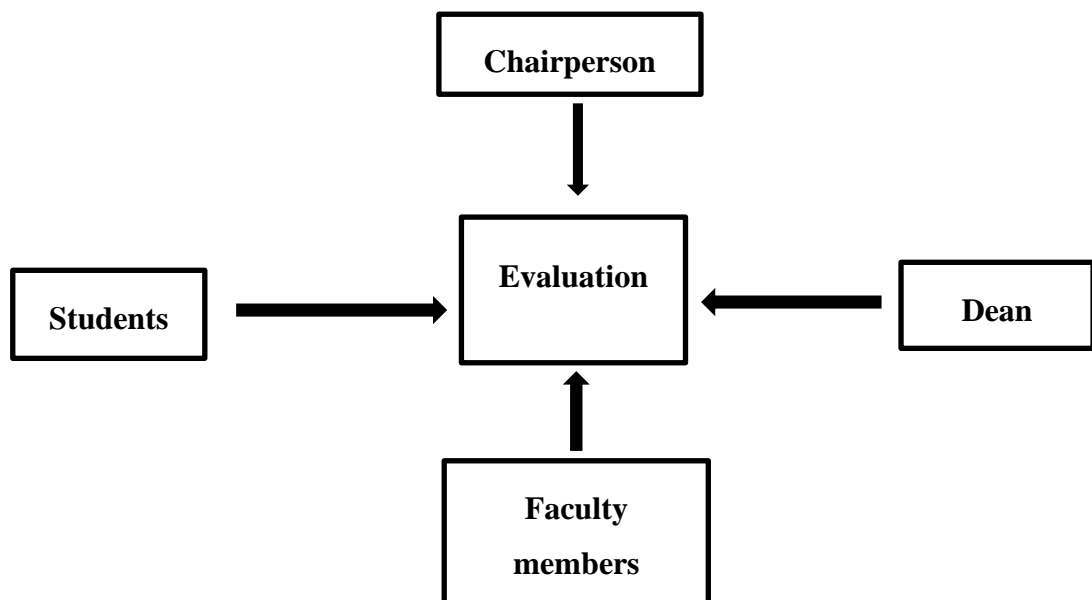 Chairperson
Evaluation
Students
Dean
Faculty
members